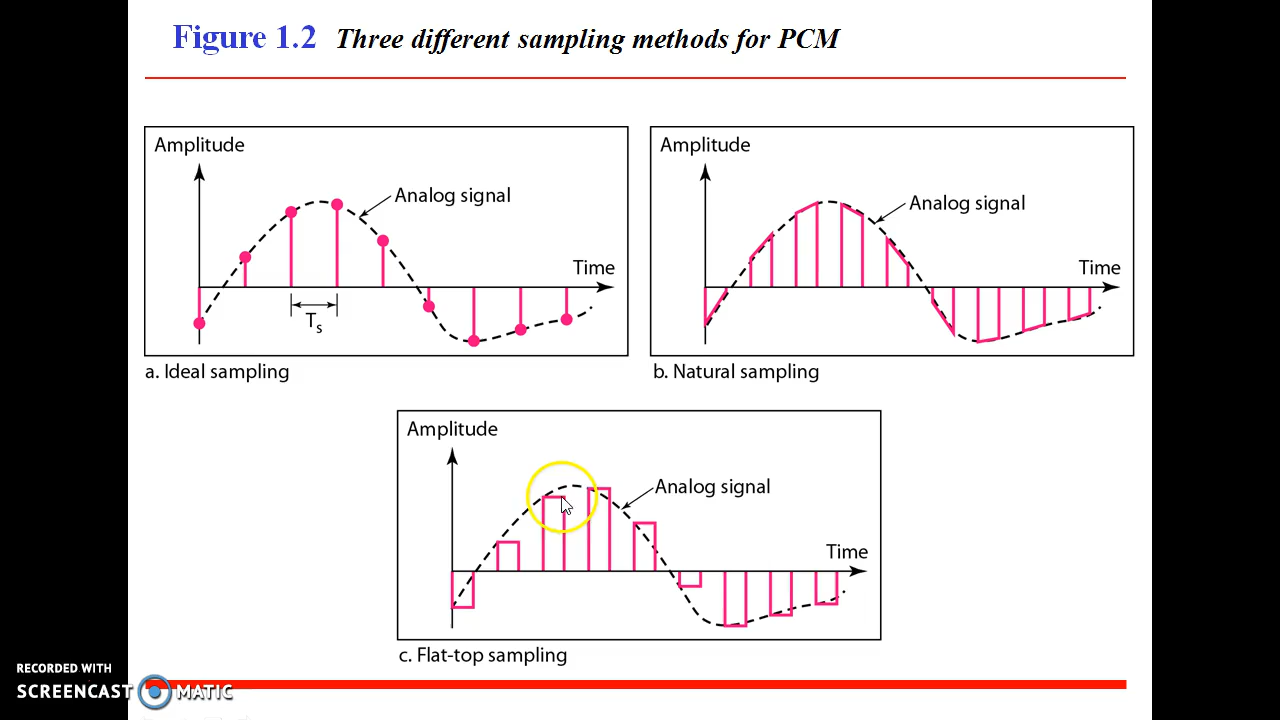 Figure 1.2 Three different sampling methods for PCM
Amplitude
Analog signal
Time
Ts
a. Ideal sampling
Amplitude
Analog signal
Time
b. Natural sampling
Amplitude
Analog signal
Time
c. Flat-top sampling
RECORDED WITH
SCREENCAST MATIC